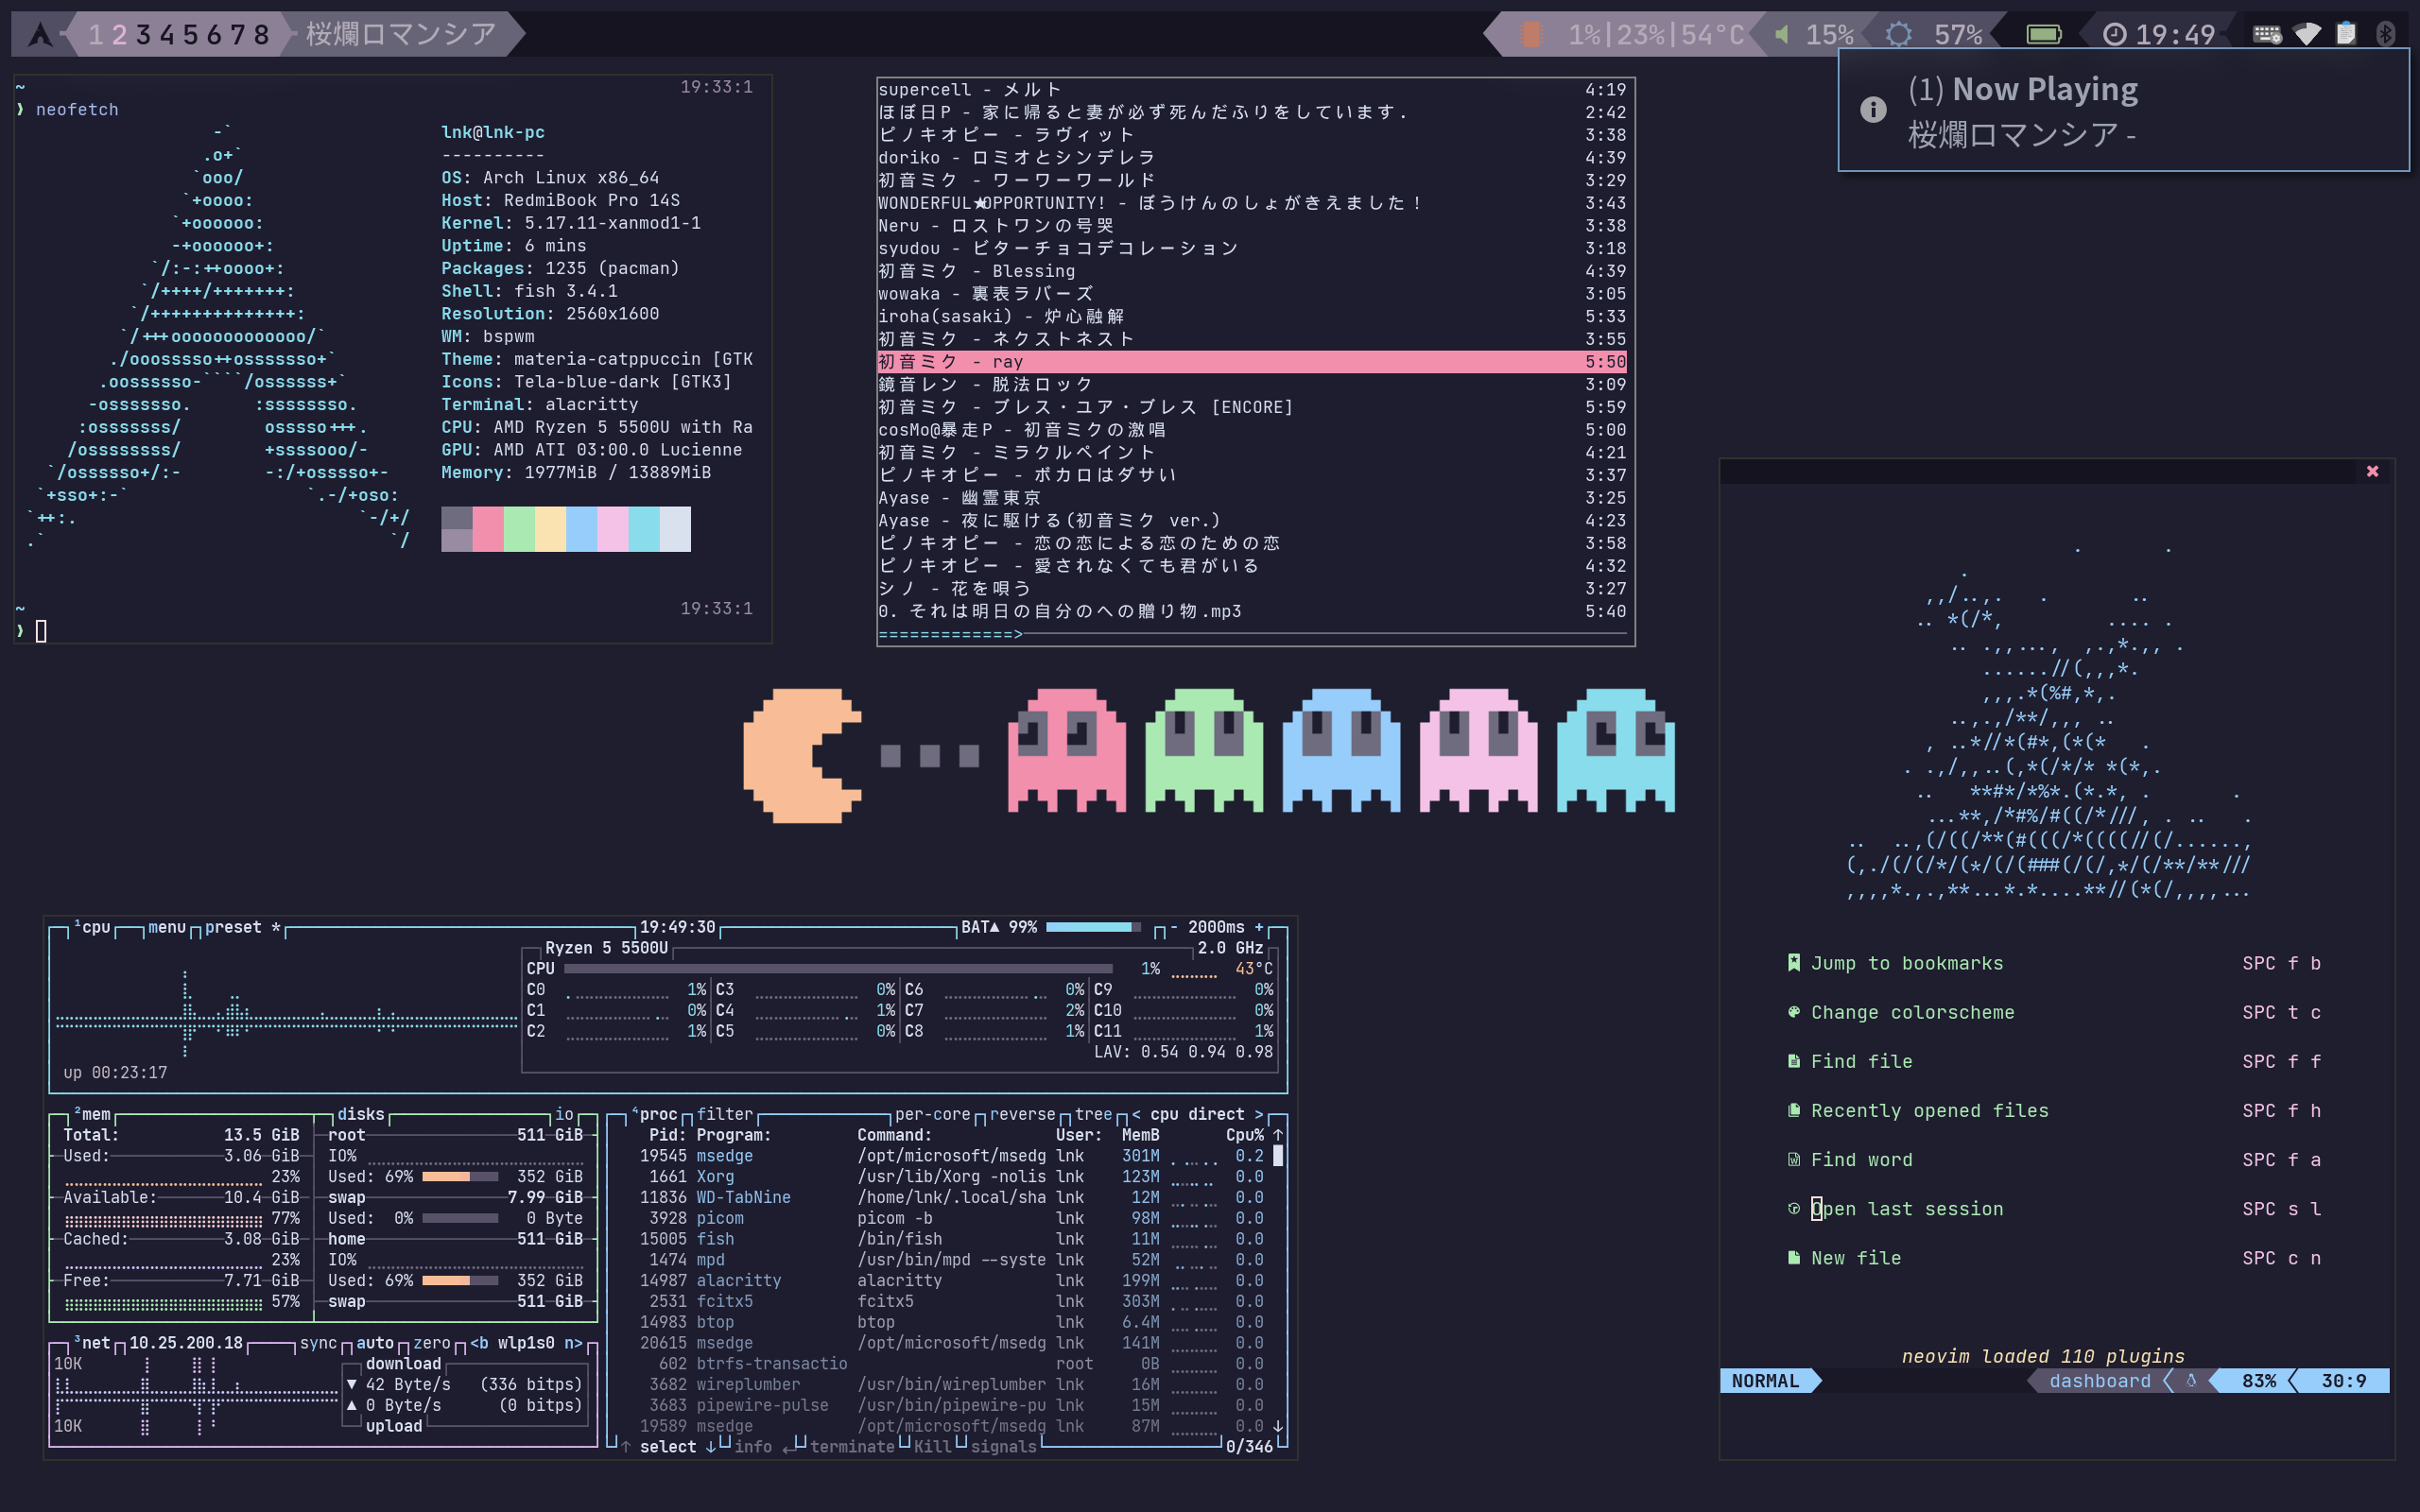 1 2 3 4 5 6 7 8 桜爛ロマンシア
1%|23%|54°C 15% 57% 19:49
(1) Now Playing
桜爛ロマンシア -
~ 19:33:1
❱ neofetch
lnk@lnk-pc
----------
OS: Arch Linux x86_64
Host: RedmiBook Pro 14S
Kernel: 5.17.11-xanmod1-1
Uptime: 6 mins
Packages: 1235 (pacman)
Shell: fish 3.4.1
Resolution: 2560x1600
WM: bspwm
Theme: materia-catppuccin [GTK
Icons: Tela-blue-dark [GTK3]
Terminal: alacritty
CPU: AMD Ryzen 5 5500U with Ra
GPU: AMD ATI 03:00.0 Lucienne
Memory: 1977MiB / 13889MiB
~ 19:33:1
❱
supercell - メルト 4:19
ほぼ日P - 家に帰ると妻が必ず死んだふりをしています. 2:42
ピノキオピー - ラヴィット 3:38
doriko - ロミオとシンデレラ 4:39
初音ミク - ワーワーワールド 3:29
WONDERFUL★OPPORTUNITY! - ぼうけんのしょがきえました! 3:43
Neru - ロストワンの号哭 3:38
syudou - ビターチョコデコレーション 3:18
初音ミク - Blessing 4:39
wowaka - 裏表ラバーズ 3:05
iroha(sasaki) - 炉心融解 5:33
初音ミク - ネクストネスト 3:55
初音ミク - ray 5:50
鏡音レン - 脱法ロック 3:09
初音ミク - ブレス・ユア・ブレス [ENCORE] 5:59
cosMo@暴走P - 初音ミクの激唱 5:00
初音ミク - ミラクルペイント 4:21
ピノキオピー - ボカロはダサい 3:37
Ayase - 幽霊東京 3:25
Ayase - 夜に駆ける(初音ミク ver.) 4:23
ピノキオピー - 恋の恋による恋のための恋 3:58
ピノキオピー - 愛されなくても君がいる 4:32
シノ - 花を唄う 3:27
0. それは明日の自分のへの贈り物.mp3 5:40
=============>
¹cpu menu preset * 19:49:30 BAT▲ 99% - 2000ms +
Ryzen 5 5500U 2.0 GHz
CPU 1% 43°C
C0 1% C3 0% C6 0% C9 0%
C1 0% C4 1% C7 2% C10 0%
C2 1% C5 0% C8 1% C11 1%
LAV: 0.54 0.94 0.98
up 00:23:17
²mem disks io
Total: 13.5 GiB root 511 GiB
Used: 3.06 GiB IO%
23% Used: 69% 352 GiB
Available: 10.4 GiB swap 7.99 GiB
77% Used: 0% 0 Byte
Cached: 3.08 GiB home 511 GiB
23% IO%
Free: 7.71 GiB Used: 69% 352 GiB
57% swap 511 GiB
³net 10.25.200.18 sync auto zero <b wlp1s0 n>
10K download
▼ 42 Byte/s (336 bitps)
▲ 0 Byte/s (0 bitps)
10K upload
⁴proc filter per-core reverse tree < cpu direct >
Pid: Program: Command: User: MemB Cpu% ↑
19545 msedge /opt/microsoft/msedg lnk 301M 0.2
1661 Xorg /usr/lib/Xorg -nolis lnk 123M 0.0
11836 WD-TabNine /home/lnk/.local/sha lnk 12M 0.0
3928 picom picom -b lnk 98M 0.0
15005 fish /bin/fish lnk 11M 0.0
1474 mpd /usr/bin/mpd --syste lnk 52M 0.0
14987 alacritty alacritty lnk 199M 0.0
2531 fcitx5 fcitx5 lnk 303M 0.0
14983 btop btop lnk 6.4M 0.0
20615 msedge /opt/microsoft/msedg lnk 141M 0.0
602 btrfs-transactio root 0B 0.0
3682 wireplumber /usr/bin/wireplumber lnk 16M 0.0
3683 pipewire-pulse /usr/bin/pipewire-pu lnk 15M 0.0
19589 msedge /opt/microsoft/msedg lnk 87M 0.0 ↓
↑ select ↓ info ↵ terminate Kill signals 0/346
Jump to bookmarks SPC f b
Change colorscheme SPC t c
Find file SPC f f
Recently opened files SPC f h
Find word SPC f a
Open last session SPC s l
New file SPC c n
neovim loaded 110 plugins
NORMAL dashboard 83% 30:9